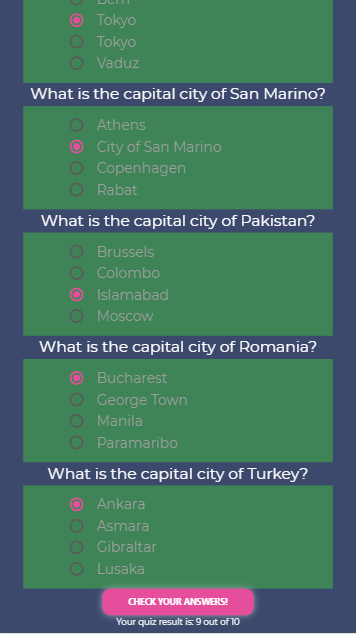 Bern
Tokyo
Tokyo
Vaduz
What is the capital city of San Marino?
Athens
City of San Marino
Copenhagen
Rabat
What is the capital city of Pakistan?
Brussels
Colombo
Islamabad
Moscow
What is the capital city of Romania?
Bucharest
George Town
Manila
Paramaribo
What is the capital city of Turkey?
Ankara
Asmara
Gibraltar
Lusaka
CHECK YOUR ANSWERS!
Your quiz result is: 9 out of 10